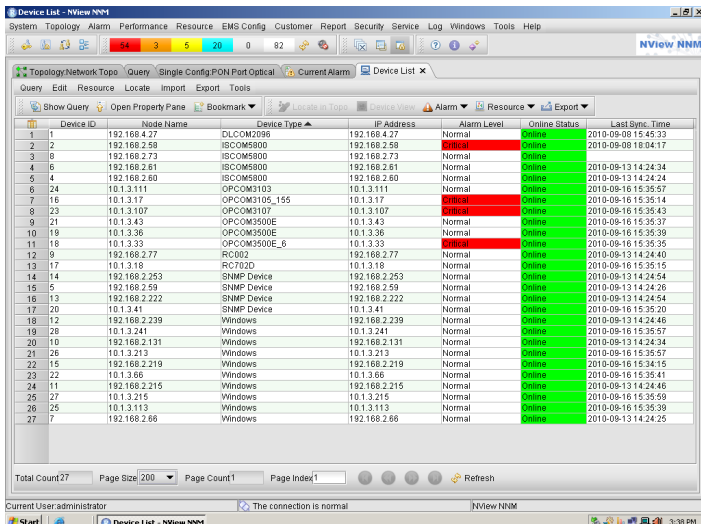 Device List - NView NNM
System Topology Alarm Performance Resource EMS Config Customer Report Security Service Log Windows Tools Help
54 3 5 20 0 82
NView NNM
Topology:Network Topo Query Single Config:PON Port Optical Current Alarm Device List
Query Edit Resource Locate Import Export Tools
Show Query Open Property Pane Bookmark Locate in Topo Device View Alarm Resource Export
Device ID Node Name Device Type IP Address Alarm Level Online Status Last Sync. Time
1 1 192.168.4.27 DLCOM2096 192.168.4.27 Normal Online 2010-09-08 15:45:33
2 2 192.168.2.58 ISCOM5800 192.168.2.58 Critical Online 2010-09-08 18:04:17
3 8 192.168.2.73 ISCOM5800 192.168.2.73 Normal Online
4 6 192.168.2.61 ISCOM5800 192.168.2.61 Normal Online 2010-09-13 14:24:34
5 4 192.168.2.60 ISCOM5800 192.168.2.60 Normal Online 2010-09-13 14:24:24
6 24 10.1.3.111 OPCOM3103 10.1.3.111 Normal Online 2010-09-16 15:35:57
7 16 10.1.3.17 OPCOM3105_155 10.1.3.17 Critical Online 2010-09-16 15:35:14
8 23 10.1.3.107 OPCOM3107 10.1.3.107 Critical Online 2010-09-16 15:35:43
9 21 10.1.3.43 OPCOM3500E 10.1.3.43 Normal Online 2010-09-16 15:35:37
10 19 10.1.3.36 OPCOM3500E 10.1.3.36 Normal Online 2010-09-16 15:35:39
11 18 10.1.3.33 OPCOM3500E_6 10.1.3.33 Critical Online 2010-09-16 15:35:35
12 9 192.168.2.77 RC002 192.168.2.77 Normal Online 2010-09-13 14:24:40
13 17 10.1.3.18 RC702D 10.1.3.18 Normal Online 2010-09-16 15:35:15
14 14 192.168.2.253 SNMP Device 192.168.2.253 Normal Online 2010-09-13 14:24:54
15 5 192.168.2.59 SNMP Device 192.168.2.59 Normal Online 2010-09-13 14:24:26
16 13 192.168.2.222 SNMP Device 192.168.2.222 Normal Online 2010-09-13 14:24:54
17 20 10.1.3.41 SNMP Device 10.1.3.41 Normal Online 2010-09-16 15:35:20
18 12 192.168.2.239 Windows 192.168.2.239 Normal Online 2010-09-13 14:24:46
19 28 10.1.3.241 Windows 10.1.3.241 Normal Online 2010-09-16 15:35:57
20 10 192.168.2.131 Windows 192.168.2.131 Normal Online 2010-09-13 14:24:34
21 26 10.1.3.213 Windows 10.1.3.213 Normal Online 2010-09-16 15:35:57
22 15 192.168.2.219 Windows 192.168.2.219 Normal Online 2010-09-16 15:34:15
23 22 10.1.3.66 Windows 10.1.3.66 Normal Online 2010-09-16 15:35:41
24 11 192.168.2.215 Windows 192.168.2.215 Normal Online 2010-09-13 14:24:46
25 27 10.1.3.215 Windows 10.1.3.215 Normal Online 2010-09-16 15:35:59
26 25 10.1.3.113 Windows 10.1.3.113 Normal Online 2010-09-16 15:35:39
27 7 192.168.2.66 Windows 192.168.2.66 Normal Online 2010-09-13 14:24:25
Total Count 27 Page Size 200 Page Count 1 Page Index 1 Refresh
Current User:administrator The connection is normal NView NNM
Start Device List - NView NNM 3:38 PM